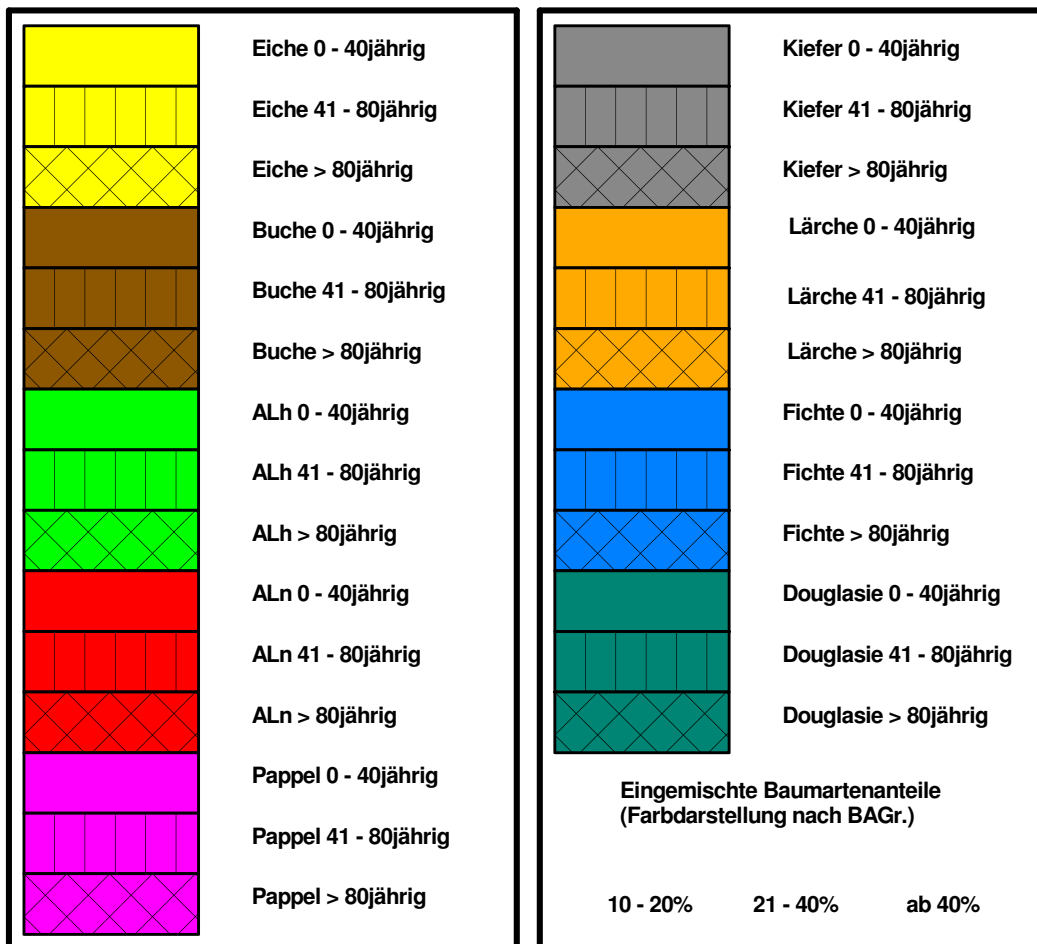 Eiche 0 - 40jährig
Eiche 41 - 80jährig
Eiche > 80jährig
Buche 0 - 40jährig
Buche 41 - 80jährig
Buche > 80jährig
ALh 0 - 40jährig
ALh 41 - 80jährig
ALh > 80jährig
ALn 0 - 40jährig
ALn 41 - 80jährig
ALn > 80jährig
Pappel 0 - 40jährig
Pappel 41 - 80jährig
Pappel > 80jährig
Kiefer 0 - 40jährig
Kiefer 41 - 80jährig
Kiefer > 80jährig
Lärche 0 - 40jährig
Lärche 41 - 80jährig
Lärche > 80jährig
Fichte 0 - 40jährig
Fichte 41 - 80jährig
Fichte > 80jährig
Douglasie 0 - 40jährig
Douglasie 41 - 80jährig
Douglasie > 80jährig
Eingemischte Baumartenanteile
(Farbdarstellung nach BAGr.)
10 - 20% 21 - 40% ab 40%